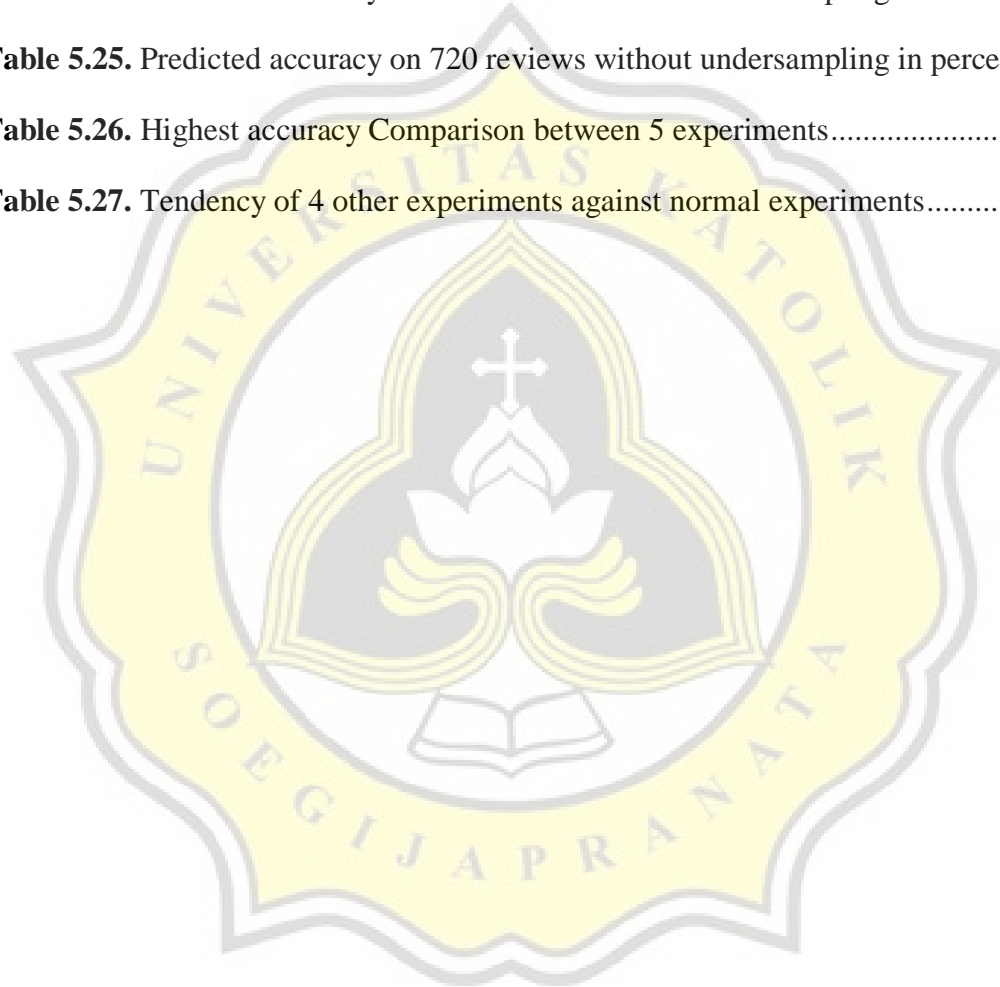 Table 5.25. Predicted accuracy on 720 reviews without undersampling in perce
Table 5.26. Highest accuracy Comparison between 5 experiments.....................
Table 5.27. Tendency of 4 other experiments against normal experiments.........
UNIVERSITAS KATOLIK
SOEGIJAPRANATA